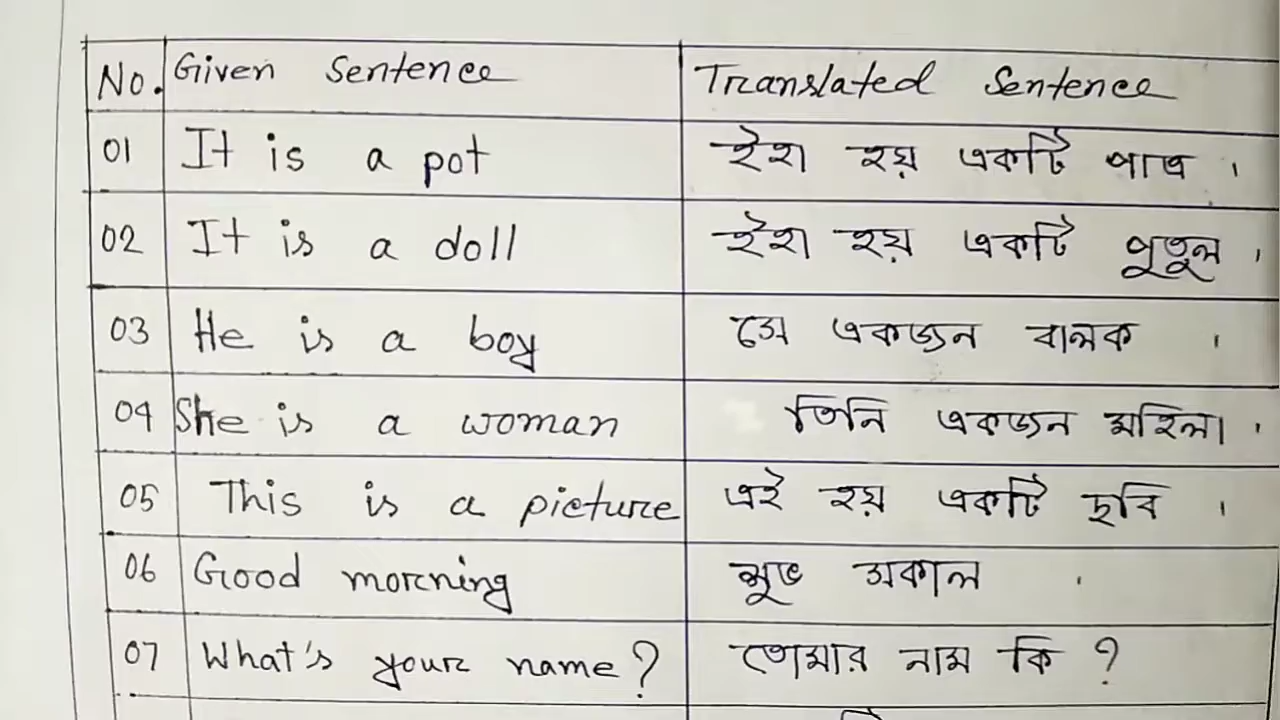 No. Given Sentence Translated Sentence
01 It is a pot ইহা হয় একটি পাত্র ।
02 It is a doll ইহা হয় একটি পুতুল ।
03 He is a boy সে একজন বালক ।
04 She is a woman তিনি একজন মহিলা ।
05 This is a picture এই হয় একটি ছবি ।
06 Good morning শুভ সকাল ।
07 What's your name? তোমার নাম কি ?